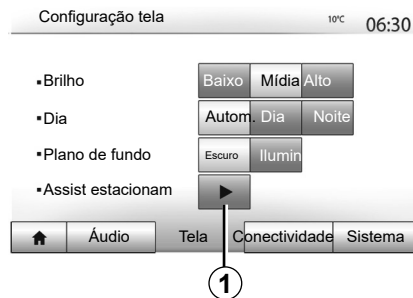 Configuração tela 10°C 06:30
▪Brilho Baixo Mídia Alto
▪Dia Autom. Dia Noite
▪Plano de fundo Escuro Ilumin
▪Assist estacionam
Áudio Tela Conectividade Sistema
1